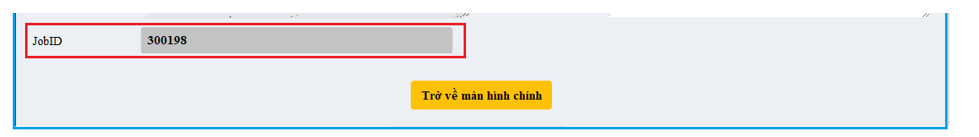 JobID 300198
Trở về màn hình chính